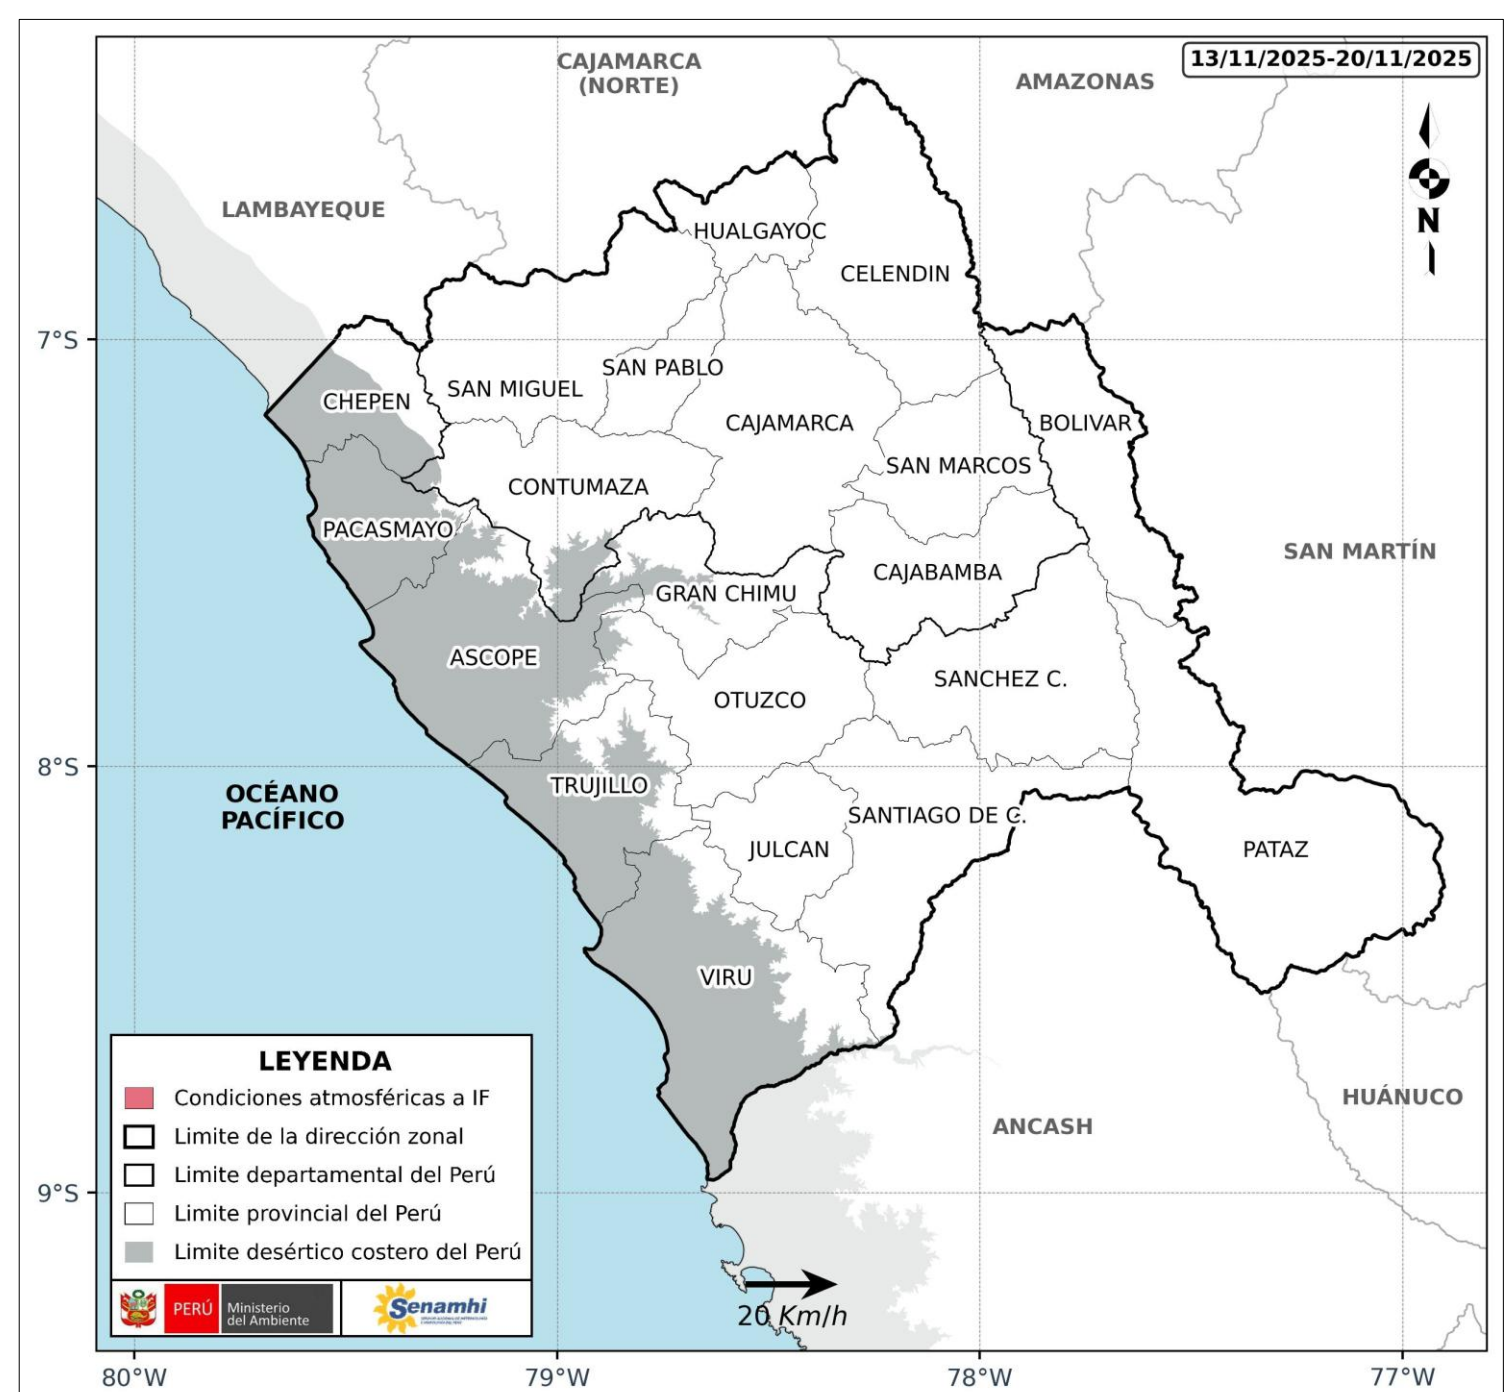 13/11/2025-20/11/2025
CAJAMARCA
(NORTE)
AMAZONAS
LAMBAYEQUE
N
HUALGAYOC
CELENDIN
7°S
SAN PABLO
SAN MIGUEL
CHEPEN
CAJAMARCA
BOLIVAR
SAN MARCOS
CONTUMAZA
PACASMAYO
SAN MARTÍN
CAJABAMBA
GRAN CHIMU
ASCOPE
SANCHEZ C.
OTUZCO
8°S
TRUJILLO
OCÉANO
PACÍFICO
SANTIAGO DE C.
JULCAN
PATAZ
VIRU
LEYENDA
Condiciones atmosféricas a IF
Limite de la dirección zonal
Limite departamental del Perú
Limite provincial del Perú
Limite desértico costero del Perú
HUÁNUCO
ANCASH
9°S
PERÚ
Ministerio
del Ambiente
Senamhi
20 Km/h
80°W
79°W
78°W
77°W